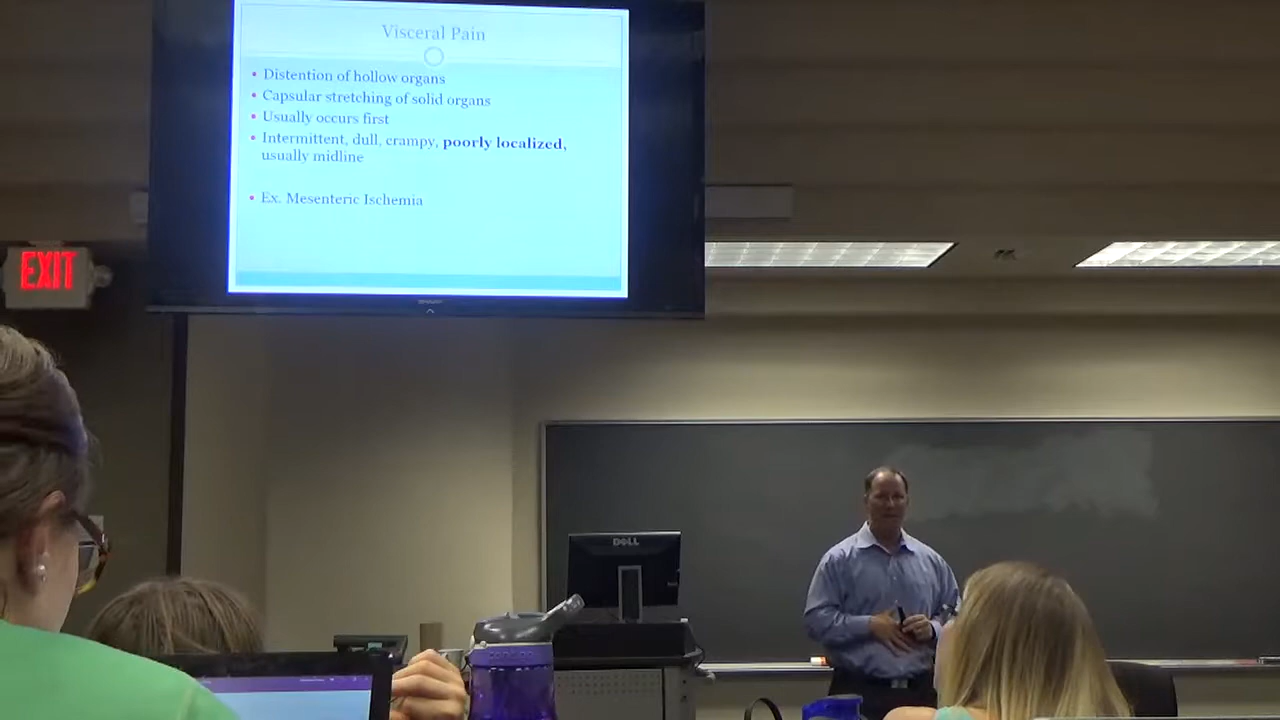 Visceral Pain
• Distention of hollow organs
• Capsular stretching of solid organs
• Usually occurs first
• Intermittent, dull, crampy, poorly localized,
usually midline
• Ex. Mesenteric Ischemia
SHARP
EXIT
DELL